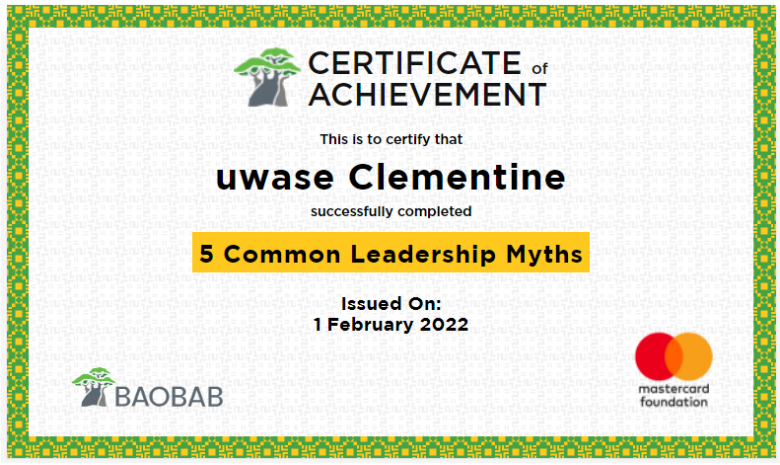 CERTIFICATE of
ACHIEVEMENT
This is to certify that
uwase Clementine
successfully completed
5 Common Leadership Myths
Issued On:
1 February 2022
BAOBAB
mastercard
foundation